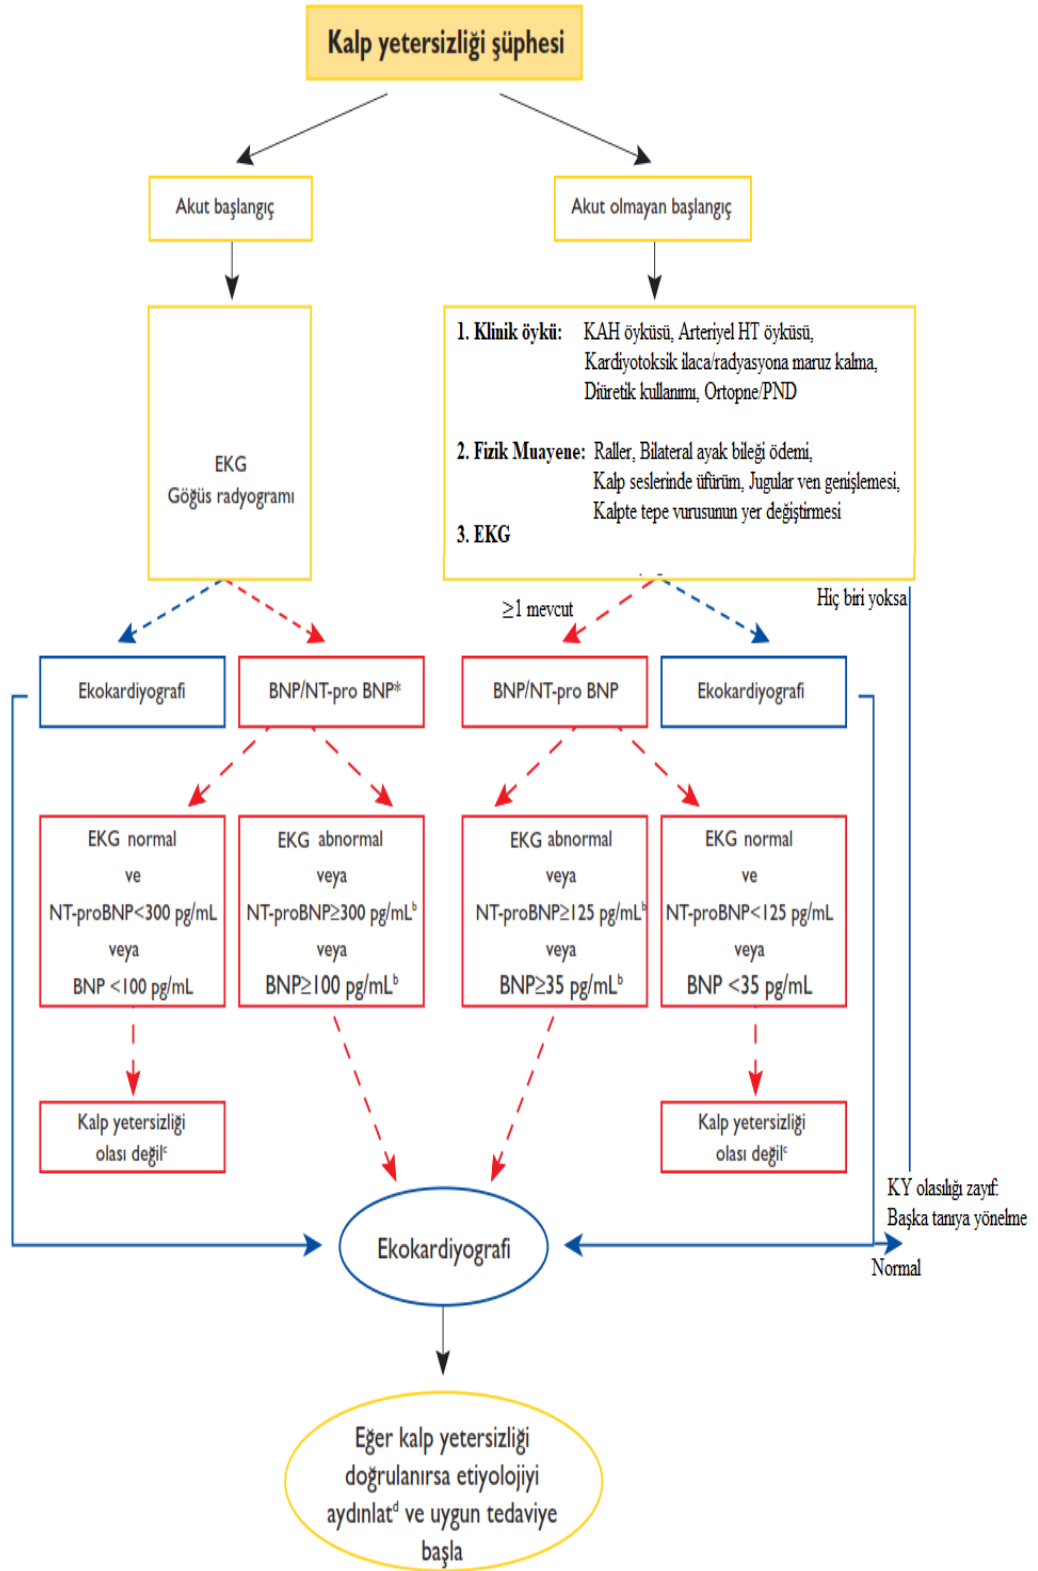 Kalp yetersizliği şüphesi
Akut başlangıç
Akut olmayan başlangıç
EKG
Göğüs radyogramı
1. Klinik öykü: KAH öyküsü, Arteriyel HT öyküsü,
Kardiyotoksik ilaca/radyasyona maruz kalma,
Diüretik kullanımı, Ortopne/PND
2. Fizik Muayene: Raller, Bilateral ayak bileği ödemi,
Kalp seslerinde üfürüm, Jugular ven genişlemesi,
Kalpte tepe vurusunun yer değiştirmesi
3. EKG
≥1 mevcut
Hiç biri yoksa
Ekokardiyografi
BNP/NT-pro BNP*
BNP/NT-pro BNP
Ekokardiyografi
EKG normal
ve
NT-proBNP<300 pg/mL
veya
BNP <100 pg/mL
EKG abnormal
veya
NT-proBNP≥300 pg/mLᵇ
veya
BNP≥100 pg/mLᵇ
EKG abnormal
veya
NT-proBNP≥125 pg/mLᵇ
veya
BNP≥35 pg/mLᵇ
EKG normal
ve
NT-proBNP<125 pg/mL
veya
BNP <35 pg/mL
Kalp yetersizliği
olası değilᶜ
Kalp yetersizliği
olası değilᶜ
KY olasılığı zayıf:
Başka tanıya yönelme
Ekokardiyografi
Normal
Eğer kalp yetersizliği
doğrulanırsa etiyolojiyi
aydınlatᵈ ve uygun tedaviye
başla